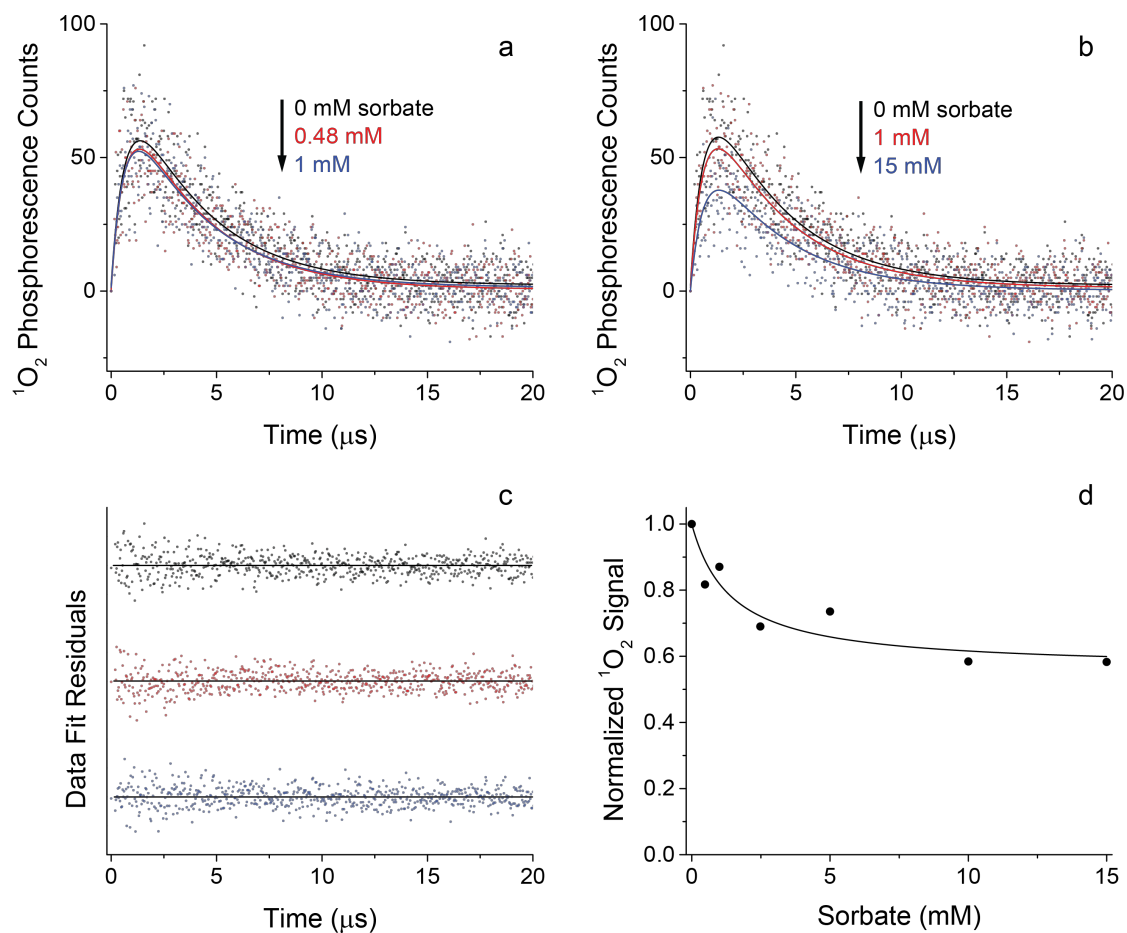 a
100
50
0
¹O₂ Phosphorescence Counts
0 mM sorbate
0.48 mM
1 mM
0 5 10 15 20
Time (μs)
b
100
50
0
¹O₂ Phosphorescence Counts
0 mM sorbate
1 mM
15 mM
0 5 10 15 20
Time (μs)
c
Data Fit Residuals
0 5 10 15 20
Time (μs)
d
1.0
0.8
0.6
0.4
0.2
0.0
Normalized ¹O₂ Signal
0 5 10 15
Sorbate (mM)